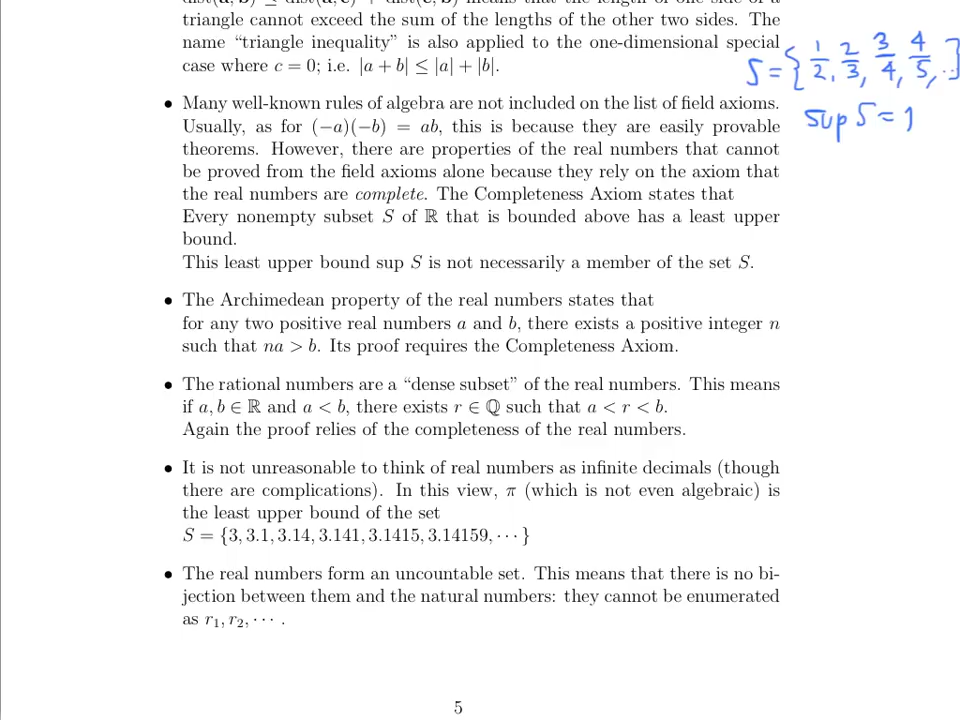 dist(a, b) ≤ dist(a, c) + dist(c, b) means that the length of one side of a
triangle cannot exceed the sum of the lengths of the other two sides. The
name “triangle inequality” is also applied to the one-dimensional special
case where c = 0; i.e. |a + b| ≤ |a| + |b|.
S = { 1/2, 2/3, 3/4, 4/5, ... }
sup S = 1
• Many well-known rules of algebra are not included on the list of field axioms.
Usually, as for (−a)(−b) = ab, this is because they are easily provable
theorems. However, there are properties of the real numbers that cannot
be proved from the field axioms alone because they rely on the axiom that
the real numbers are complete. The Completeness Axiom states that
Every nonempty subset S of ℝ that is bounded above has a least upper
bound.
This least upper bound sup S is not necessarily a member of the set S.
• The Archimedean property of the real numbers states that
for any two positive real numbers a and b, there exists a positive integer n
such that na > b. Its proof requires the Completeness Axiom.
• The rational numbers are a “dense subset” of the real numbers. This means
if a, b ∈ ℝ and a < b, there exists r ∈ ℚ such that a < r < b.
Again the proof relies of the completeness of the real numbers.
• It is not unreasonable to think of real numbers as infinite decimals (though
there are complications). In this view, π (which is not even algebraic) is
the least upper bound of the set
S = {3, 3.1, 3.14, 3.141, 3.1415, 3.14159, ⋯ }
• The real numbers form an uncountable set. This means that there is no bi-
jection between them and the natural numbers: they cannot be enumerated
as r₁, r₂, ⋯ .
5